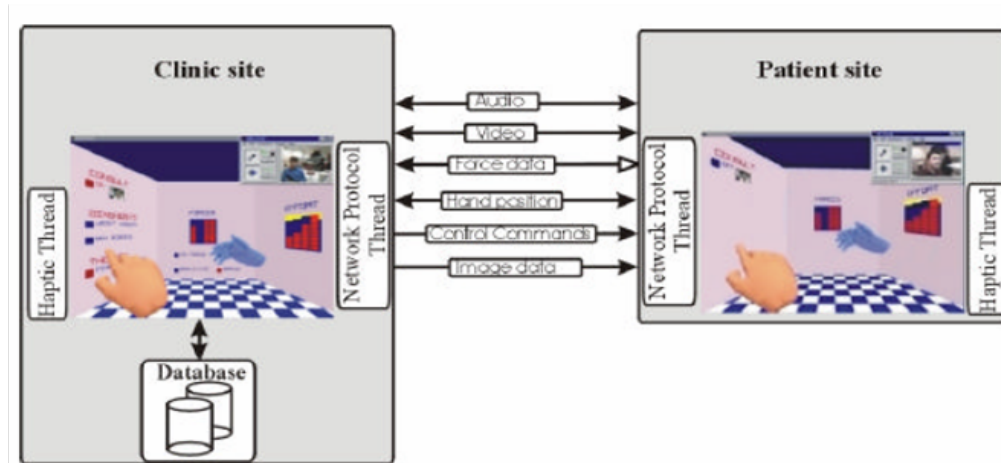 Clinic site
Patient site
Audio
Video
Force data
Hand position
Control Commands
Image data
Haptic Thread
Network Protocol
Thread
Network Protocol
Thread
Haptic Thread
Database
CONSULT